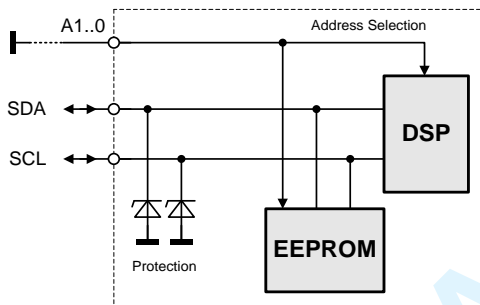 A1..0
Address Selection
SDA
DSP
SCL
EEPROM
Protection